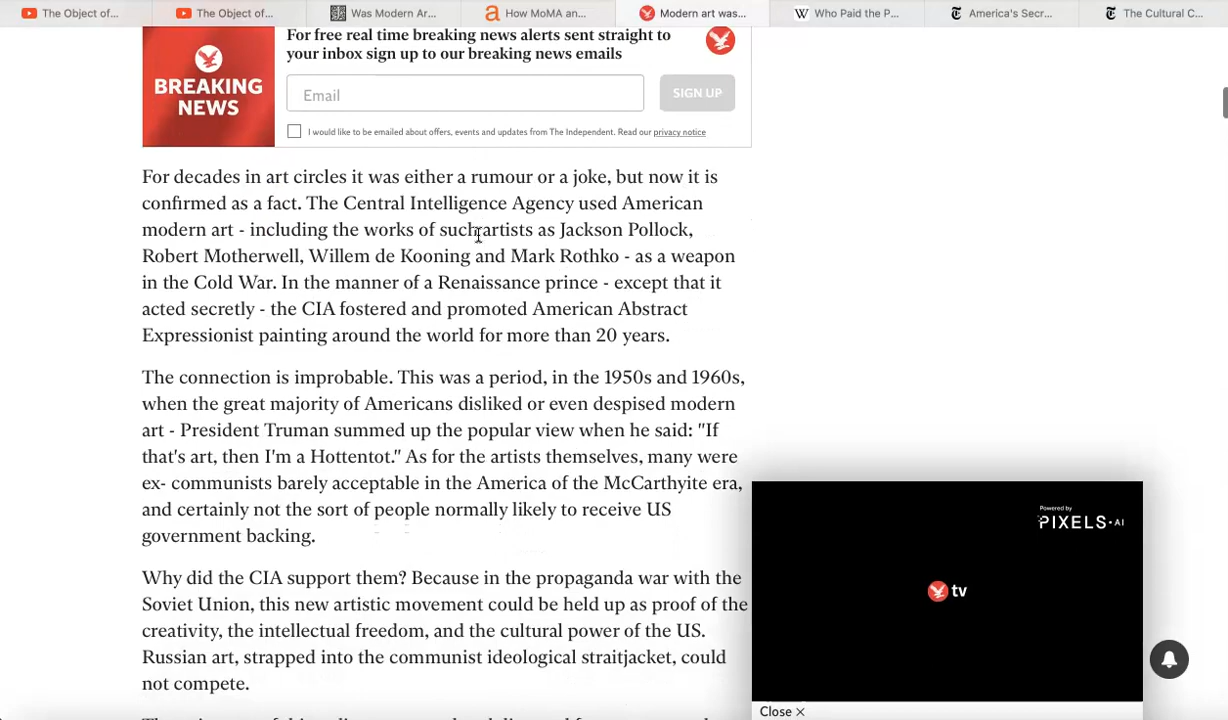 The Object of...
The Object of...
Was Modern Ar...
How MoMA an...
Modern art was...
Who Paid the P...
America's Secr...
The Cultural C...
For free real time breaking news alerts sent straight to
your inbox sign up to our breaking news emails
BREAKING
NEWS
Email
SIGN UP
I would like to be emailed about offers, events and updates from The Independent. Read our privacy notice
For decades in art circles it was either a rumour or a joke, but now it is
confirmed as a fact. The Central Intelligence Agency used American
modern art - including the works of such artists as Jackson Pollock,
Robert Motherwell, Willem de Kooning and Mark Rothko - as a weapon
in the Cold War. In the manner of a Renaissance prince - except that it
acted secretly - the CIA fostered and promoted American Abstract
Expressionist painting around the world for more than 20 years.
The connection is improbable. This was a period, in the 1950s and 1960s,
when the great majority of Americans disliked or even despised modern
art - President Truman summed up the popular view when he said: "If
that's art, then I'm a Hottentot." As for the artists themselves, many were
ex- communists barely acceptable in the America of the McCarthyite era,
and certainly not the sort of people normally likely to receive US
government backing.
Why did the CIA support them? Because in the propaganda war with the
Soviet Union, this new artistic movement could be held up as proof of the
creativity, the intellectual freedom, and the cultural power of the US.
Russian art, strapped into the communist ideological straitjacket, could
not compete.
Powered by
PIXELS·AI
tv
Close ×